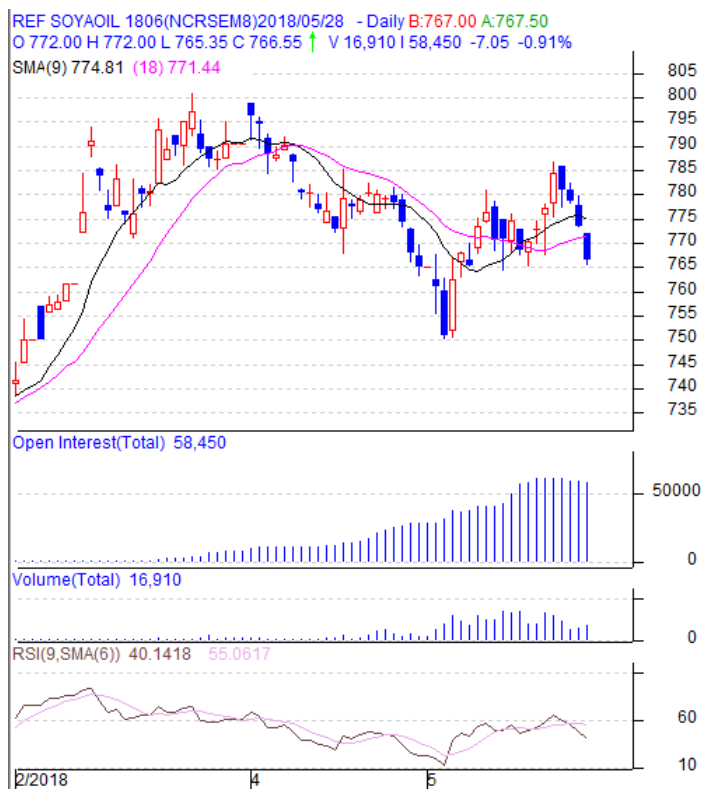 REF SOYAOIL 1806(NCRSEM8)2018/05/28 - Daily B:767.00 A:767.50
O 772.00 H 772.00 L 765.35 C 766.55 ↑ V 16,910 I 58,450 -7.05 -0.91%
SMA(9) 774.81 (18) 771.44
805
800
795
790
785
780
775
770
765
760
755
750
745
740
735
Open Interest(Total) 58,450
50000
0
Volume(Total) 16,910
0
RSI(9,SMA(6)) 40.1418 55.0617
60
10
2/2018 4 5